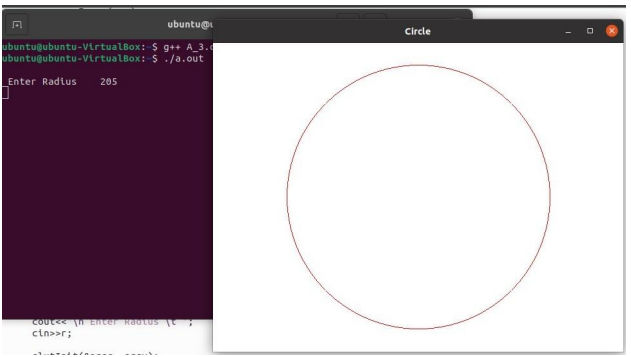 ubuntu@u
ubuntu@ubuntu-VirtualBox:~$ g++ A_3.c
ubuntu@ubuntu-VirtualBox:~$ ./a.out
Enter Radius 205
Circle
cout<< "\n Enter Radius \t ";
cin>>r;